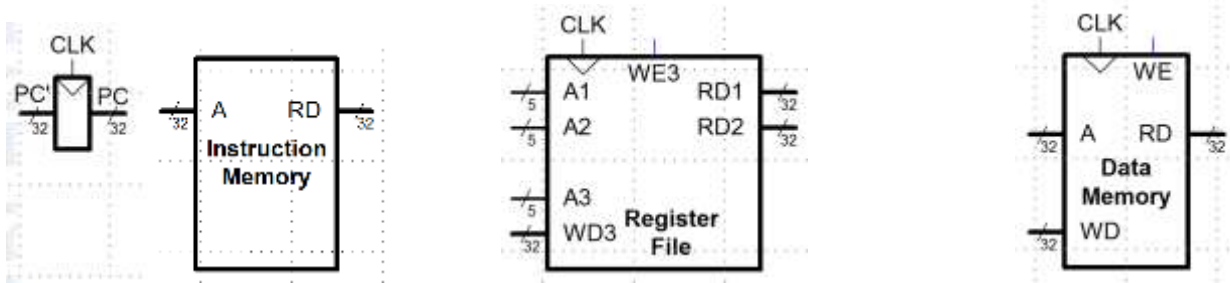 CLK
PC' PC
32 32
A RD
32 32
Instruction
Memory
CLK
WE3
A1 RD1
5 32
A2 RD2
5 32
A3
5
WD3
32
Register
File
CLK
WE
A RD
32 32
Data
Memory
WD
32